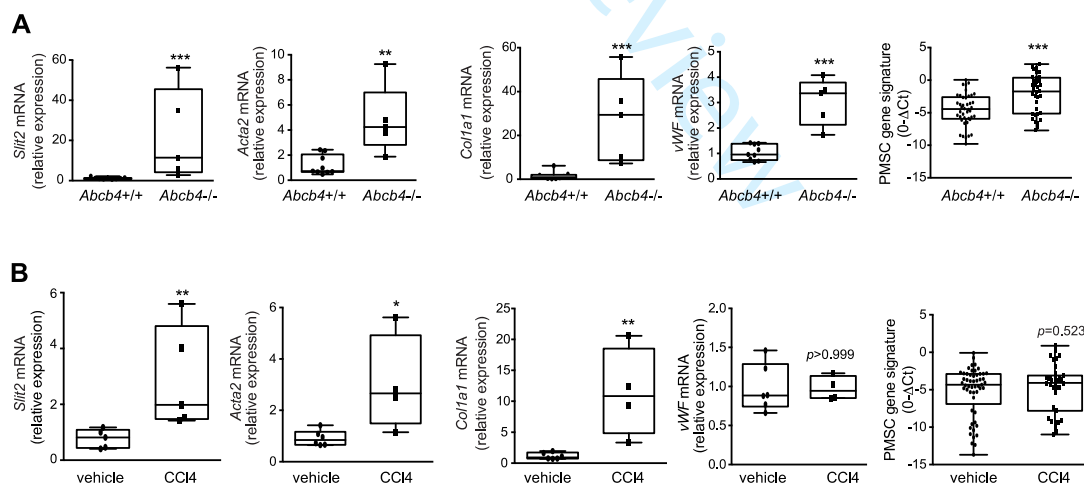 A
Slit2 mRNA
(relative expression)
60
40
20
0
***
Abcb4+/+ Abcb4-/-
Acta2 mRNA
(relative expression)
10
8
6
4
2
0
**
Abcb4+/+ Abcb4-/-
Col1a1 mRNA
(relative expression)
60
40
20
0
***
Abcb4+/+ Abcb4-/-
vWF mRNA
(relative expression)
5
4
3
2
1
0
***
Abcb4+/+ Abcb4-/-
PMSC gene signature
(0-ΔCt)
5
0
-5
-10
-15
***
Abcb4+/+ Abcb4-/-
view
B
Slit2 mRNA
(relative expression)
6
4
2
0
**
vehicle CCl4
Acta2 mRNA
(relative expression)
6
4
2
0
*
vehicle CCl4
Col1a1 mRNA
(relative expression)
25
20
15
10
5
0
**
vehicle CCl4
vWF mRNA
(relative expression)
2.0
1.5
1.0
0.5
0.0
p>0.999
vehicle CCl4
PMSC gene signature
(0-ΔCt)
5
0
-5
-10
-15
p=0.523
vehicle CCl4